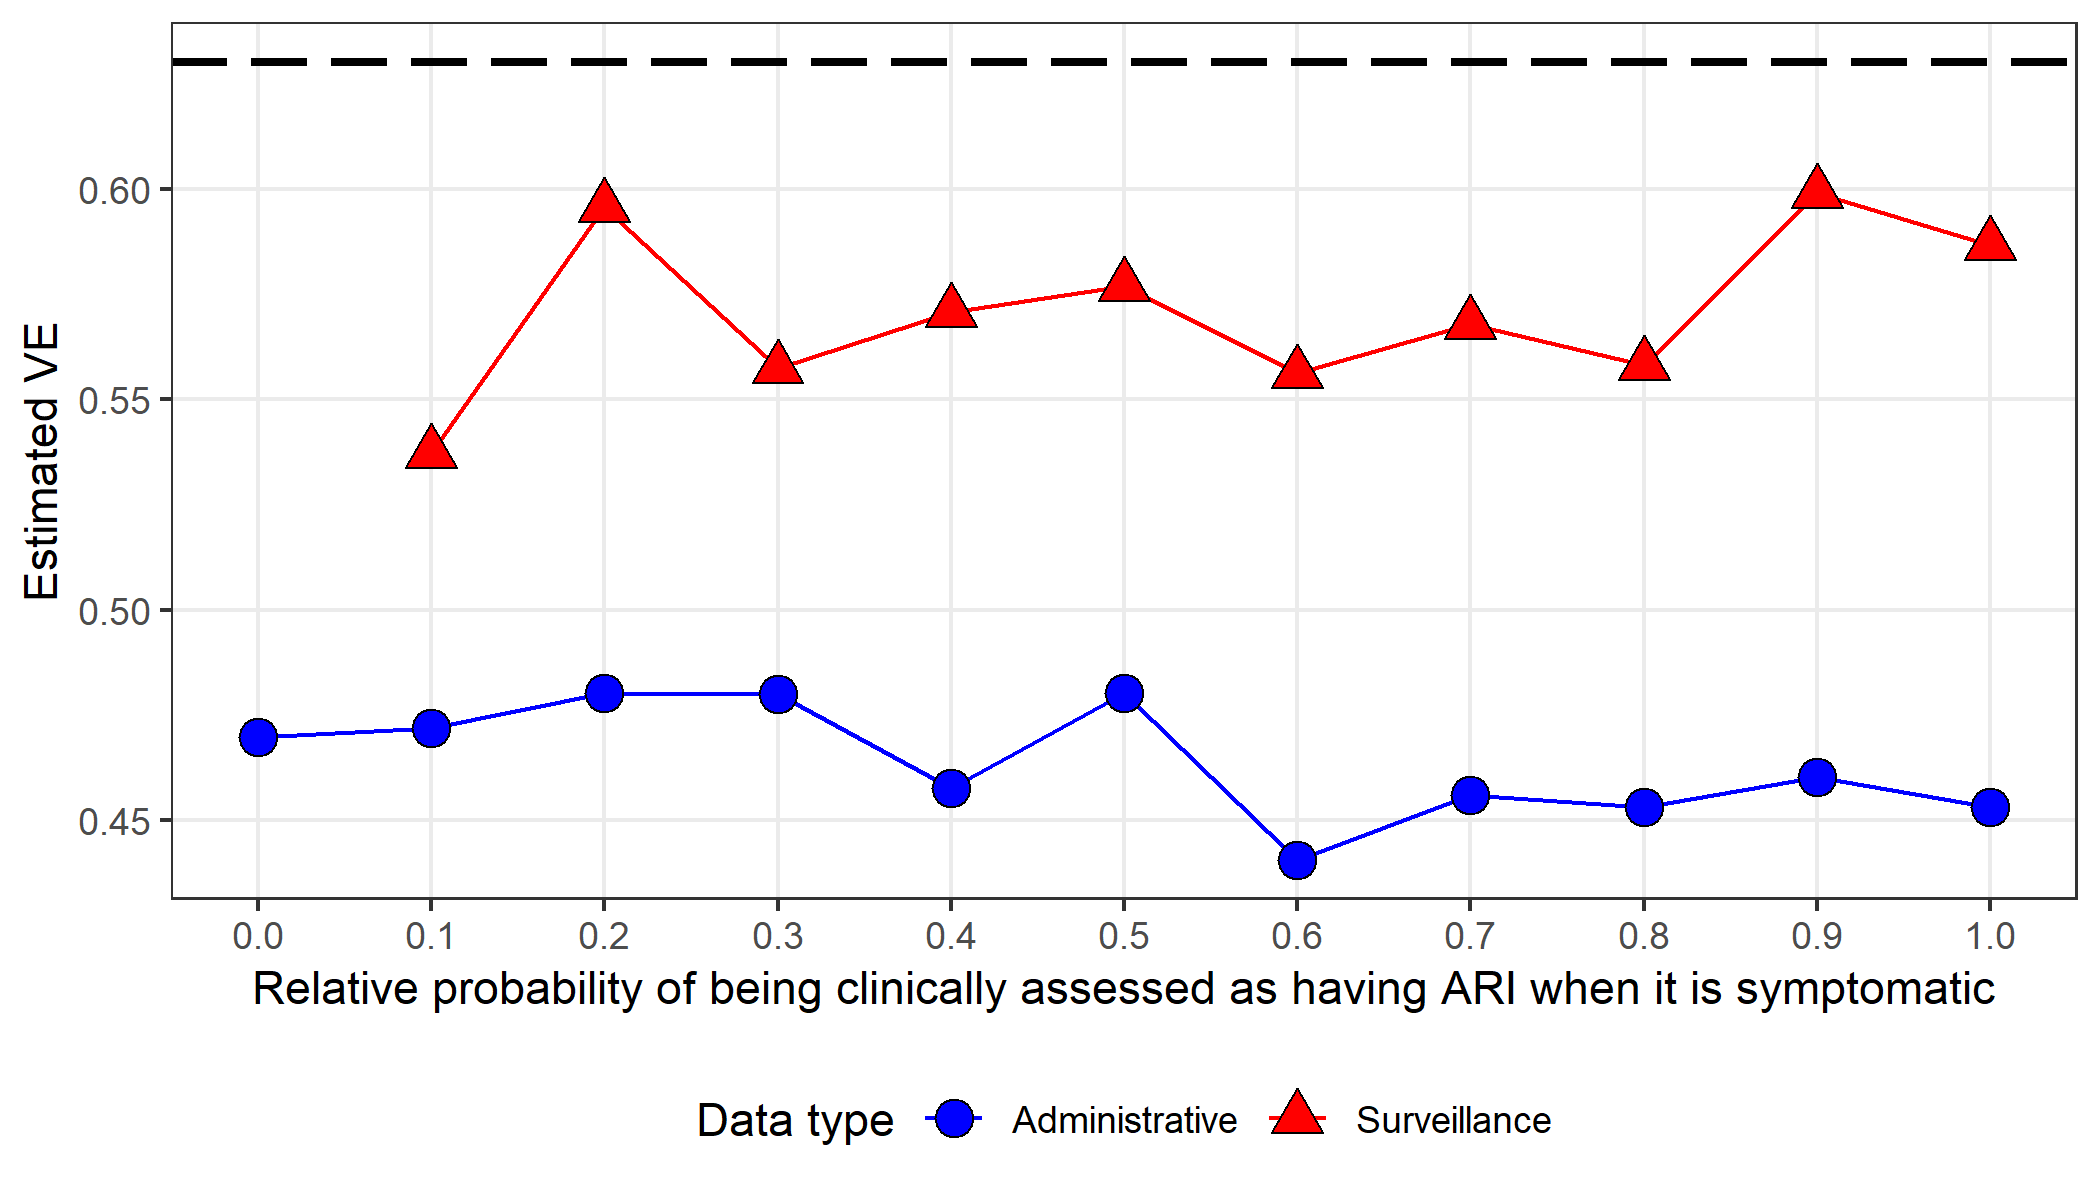 Estimated VE
0.60
0.55
0.50
0.45
0.0 0.1 0.2 0.3 0.4 0.5 0.6 0.7 0.8 0.9 1.0
Relative probability of being clinically assessed as having ARI when it is symptomatic
Data type Administrative Surveillance